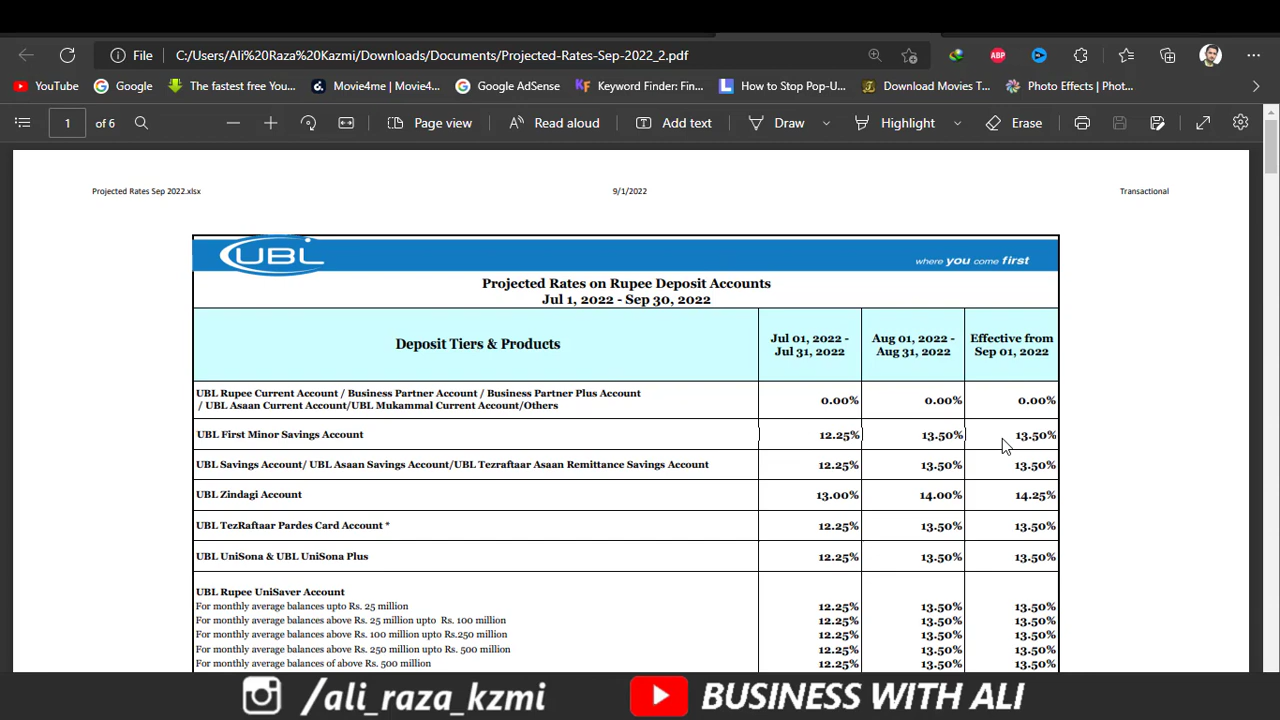 File C:/Users/Ali%20Raza%20Kazmi/Downloads/Documents/Projected-Rates-Sep-2022_2.pdf
ABP
YouTube Google The fastest free You... Movie4me | Movie4... Google AdSense Keyword Finder: Fin... How to Stop Pop-U... Download Movies T... Photo Effects | Phot...
1 of 6 Page view Read aloud Add text Draw Highlight Erase
Projected Rates Sep 2022.xlsx 9/1/2022 Transactional
UBL where you come first
Projected Rates on Rupee Deposit Accounts
Jul 1, 2022 - Sep 30, 2022
Deposit Tiers & Products
Jul 01, 2022 -
Jul 31, 2022
Aug 01, 2022 -
Aug 31, 2022
Effective from
Sep 01, 2022
UBL Rupee Current Account / Business Partner Account / Business Partner Plus Account
/ UBL Asaan Current Account/UBL Mukammal Current Account/Others
0.00% 0.00% 0.00%
UBL First Minor Savings Account 12.25% 13.50% 13.50%
UBL Savings Account/ UBL Asaan Savings Account/UBL Tezraftaar Asaan Remittance Savings Account 12.25% 13.50% 13.50%
UBL Zindagi Account 13.00% 14.00% 14.25%
UBL TezRaftaar Pardes Card Account * 12.25% 13.50% 13.50%
UBL UniSona & UBL UniSona Plus 12.25% 13.50% 13.50%
UBL Rupee UniSaver Account
For monthly average balances upto Rs. 25 million 12.25% 13.50% 13.50%
For monthly average balances above Rs. 25 million upto Rs. 100 million 12.25% 13.50% 13.50%
For monthly average balances above Rs. 100 million upto Rs.250 million 12.25% 13.50% 13.50%
For monthly average balances above Rs. 250 million upto Rs. 500 million 12.25% 13.50% 13.50%
For monthly average balances of above Rs. 500 million 12.25% 13.50% 13.50%
/ali_raza_kzmi BUSINESS WITH ALI